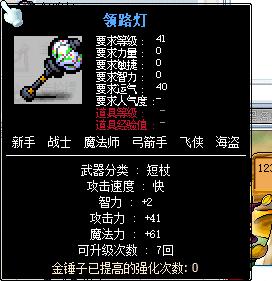 领路灯
要求等级: 41
要求力量: 0
要求敏捷: 0
要求智力: 0
要求运气: 40
要求人气度: -
道具等级: -
道具经验值: -
新手 战士 魔法师 弓箭手 飞侠 海盗
武器分类: 短杖
攻击速度: 快
智力: +2
攻击力: +41
魔法力: +61
可升级次数: 7回
金锤子已提高的强化次数: 0